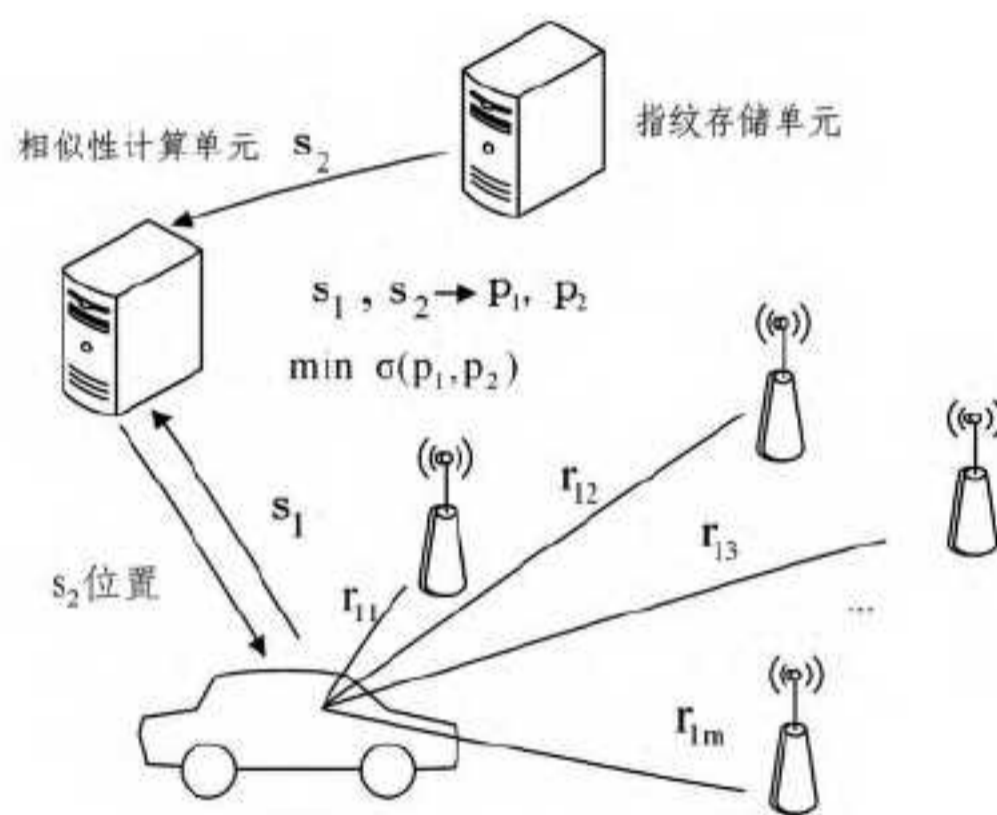 指纹存储单元
相似性计算单元 s₂
s₁ , s₂ → p₁, p₂
min σ(p₁,p₂)
r₁₂
s₁
r₁₃
s₂位置
r₁₁
...
r₁ₘ